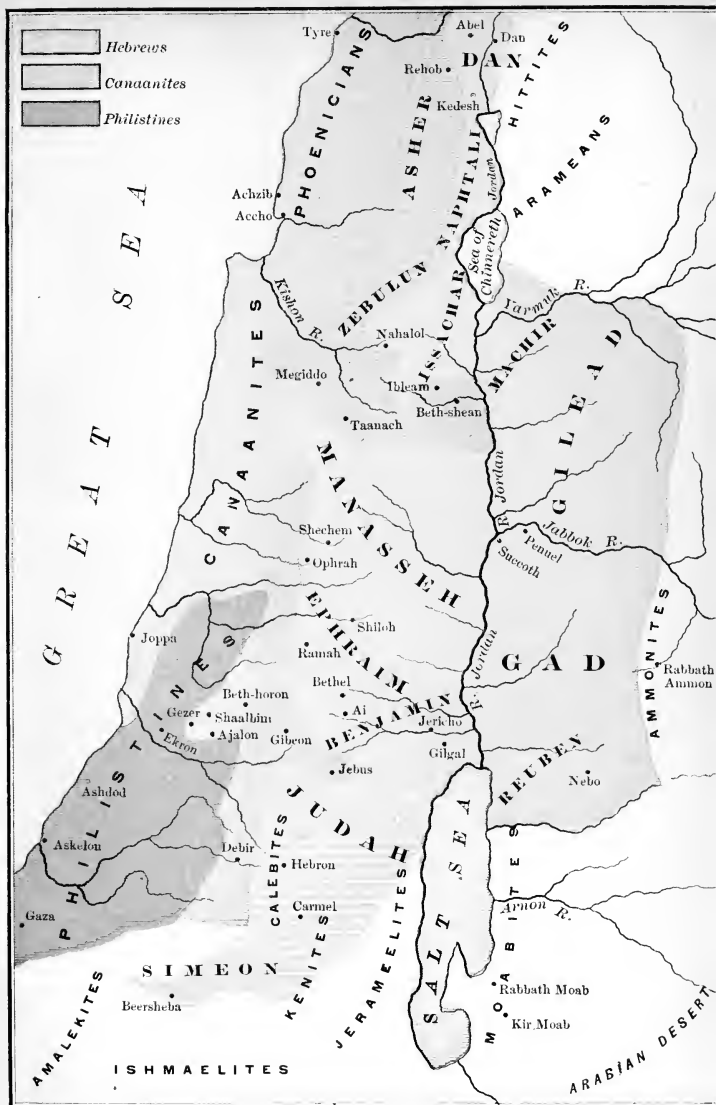 Hebrews
Canaanites
Philistines
Tyre
Abel
Dan
DAN
Rehob
Kedesh
HITTITES
PHOENICIANS
ASHER
NAPHTALI
Jordan
ARAMEANS
Achzib
Accho
Sea of
Chinnereth
GREAT SEA
Kishon R.
ZEBULUN
ISSACHAR
Yarmuk R.
MACHIR
GILEAD
Nahalol
Megiddo
Ibleam
Beth-shean
Taanach
CANAANITES
MANASSEH
R. Jordan
Jabbok R.
Shechem
Penuel
Succoth
Ophrah
EPHRAIM
Joppa
Shiloh
Ramah
R. Jordan
GAD
AMMONITES
Rabbath
Ammon
PHILISTINES
Beth-horon
Bethel
Gezer
Shaalbim
Ai
BENJAMIN
Jericho
Ekron
Ajalon
Gibeon
Gilgal
Jebus
REUBEN
Nebo
Ashdod
JUDAH
SALT SEA
Askelon
Debir
CALEBITES
Hebron
MOABITES
Arnon R.
Gaza
Carmel
KENITES
JERAMEELITES
SIMEON
Beersheba
Rabbath Moab
Kir Moab
AMALEKITES
ISHMAELITES
ARABIAN DESERT